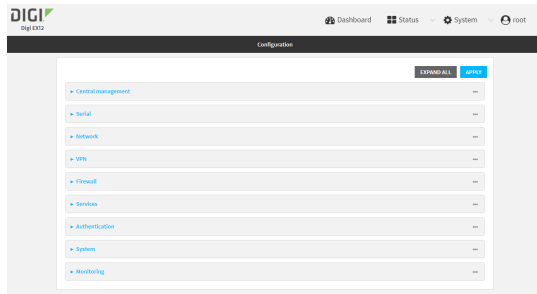 DIGI
Digi EX12
Dashboard
Status
System
root
Configuration
EXPAND ALL
APPLY
Central management
Serial
Network
VPN
Firewall
Services
Authentication
System
Monitoring